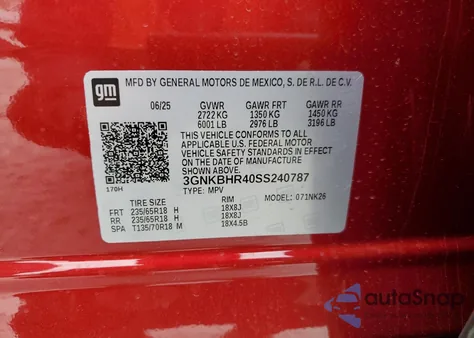 gm
MFD BY GENERAL MOTORS DE MEXICO, S. DE R.L. DE C.V.
06/25 GVWR GAWR FRT GAWR RR
2722 KG 1350 KG 1450 KG
6001 LB 2976 LB 3196 LB
THIS VEHICLE CONFORMS TO ALL
APPLICABLE U.S. FEDERAL MOTOR
VEHICLE SAFETY STANDARDS IN EFFECT
ON THE DATE OF MANUFACTURE SHOWN ABOVE.
3GNKBHR40SS240787
170H TYPE: MPV MODEL: 071NK26
TIRE SIZE RIM
FRT 235/65R18 H 18X8J
RR 235/65R18 H 18X8J
SPA T135/70R18 M 18X4.5B
autoSnap